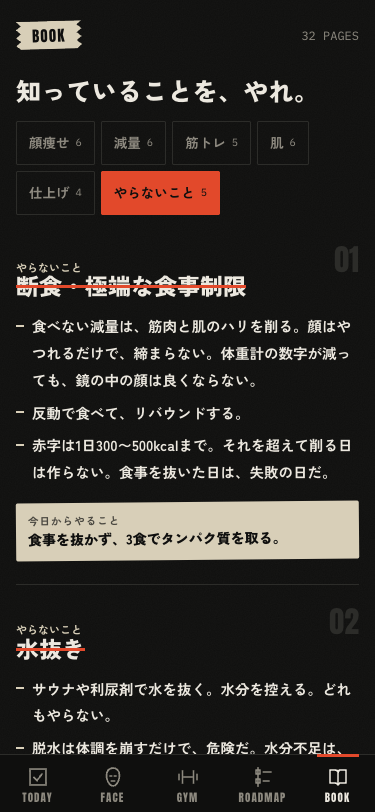 BOOK
32 PAGES
知っていることを、やれ。
顔痩せ 6
減量 6
筋トレ 5
肌 6
仕上げ 4
やらないこと 5
01
やらないこと
断食・極端な食事制限
食べない減量は、筋肉と肌のハリを削る。顔はや
つれるだけで、締まらない。体重計の数字が減っ
ても、鏡の中の顔は良くならない。
反動で食べて、リバウンドする。
赤字は1日300〜500kcalまで。それを超えて削る日
は作らない。食事を抜いた日は、失敗の日だ。
今日からやること
食事を抜かず、3食でタンパク質を取る。
02
やらないこと
水抜き
サウナや利尿剤で水を抜く。水分を控える。どれ
もやらない。
脱水は体調を崩すだけで、危険だ。水分不足は、
TODAY
FACE
GYM
ROADMAP
BOOK